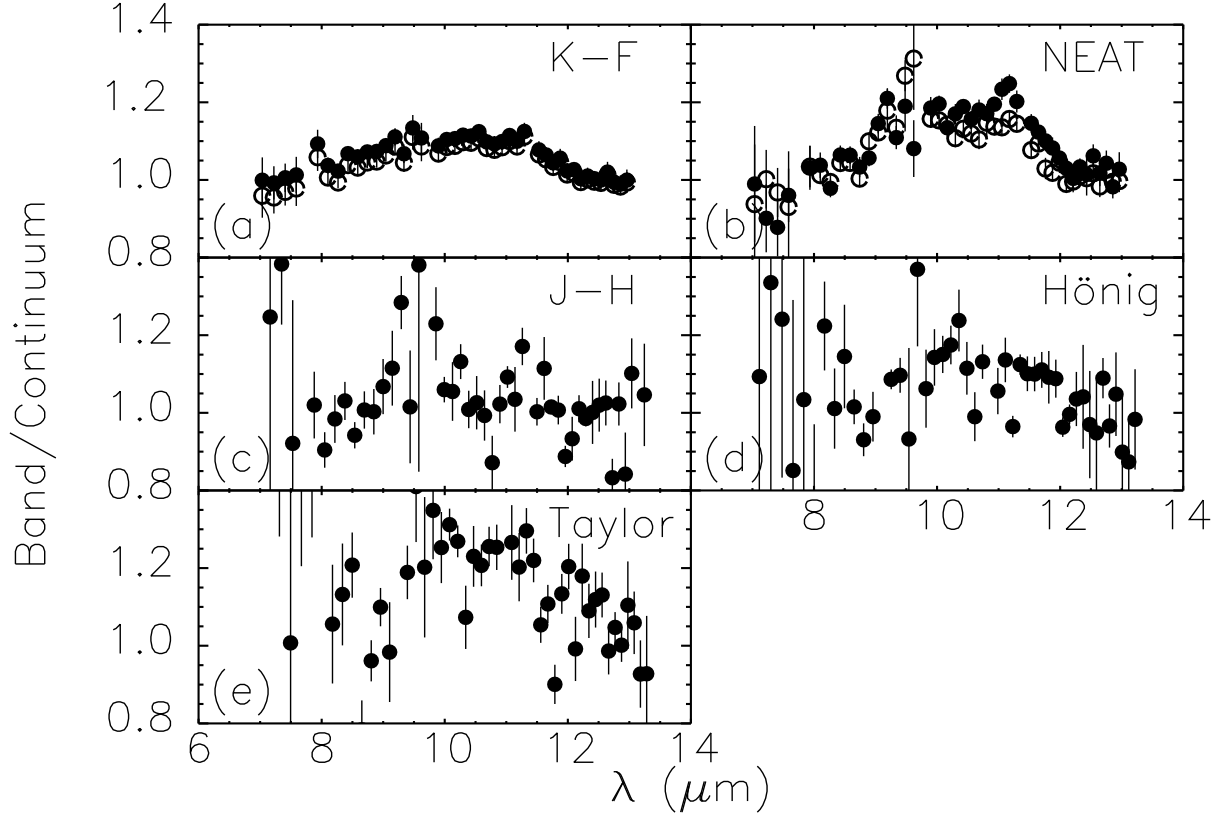 1.4
K-F
NEAT
1.2
1.0
(a)
(b)
0.8
J-H
Hönig
1.2
1.0
(c)
(d)
0.8
8
10
12
14
Taylor
1.2
1.0
(e)
0.8
6
8
10
12
14
λ (μm)
Band/Continuum